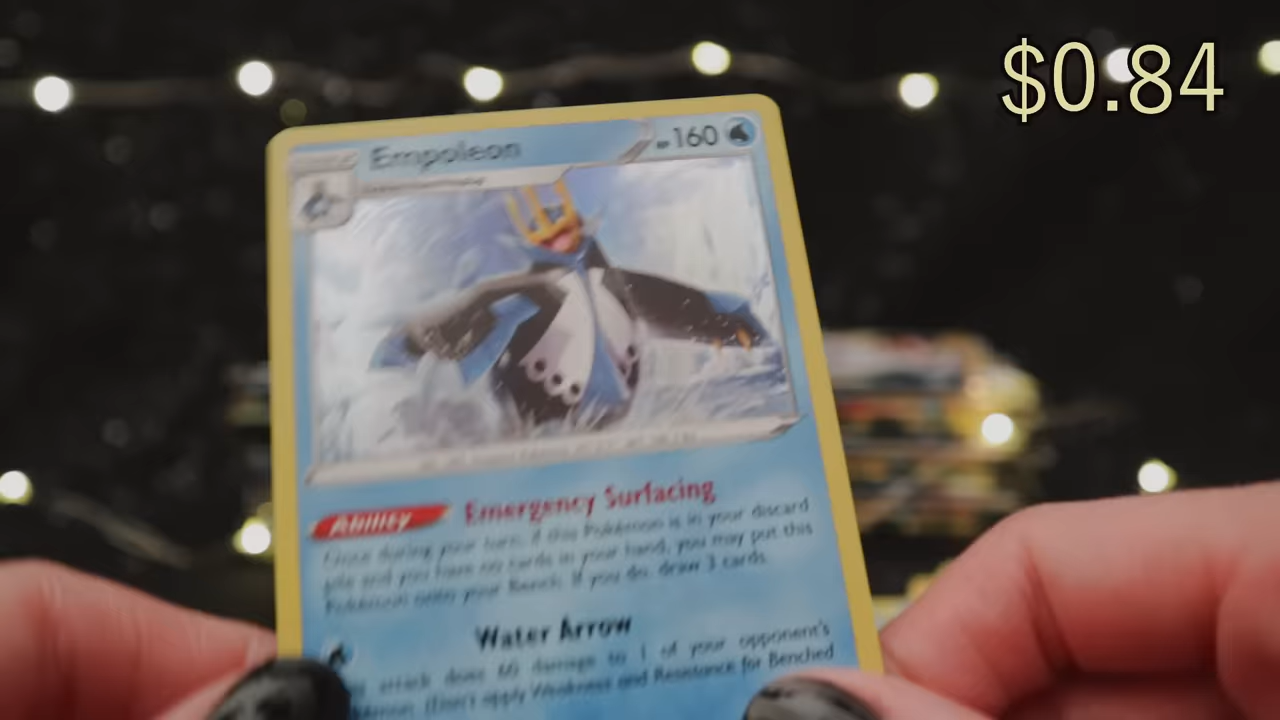 $0.84
Empoleon
160
Ability Emergency Surfacing
Once during your turn, if this Pokémon is in your discard
pile and you have no cards in your hand, you may put this
Pokémon onto your Bench. If you do, draw 3 cards.
Water Arrow
attack does 60 damage to 1 of your opponent's
(Don't apply Weakness and Resistance for Benched